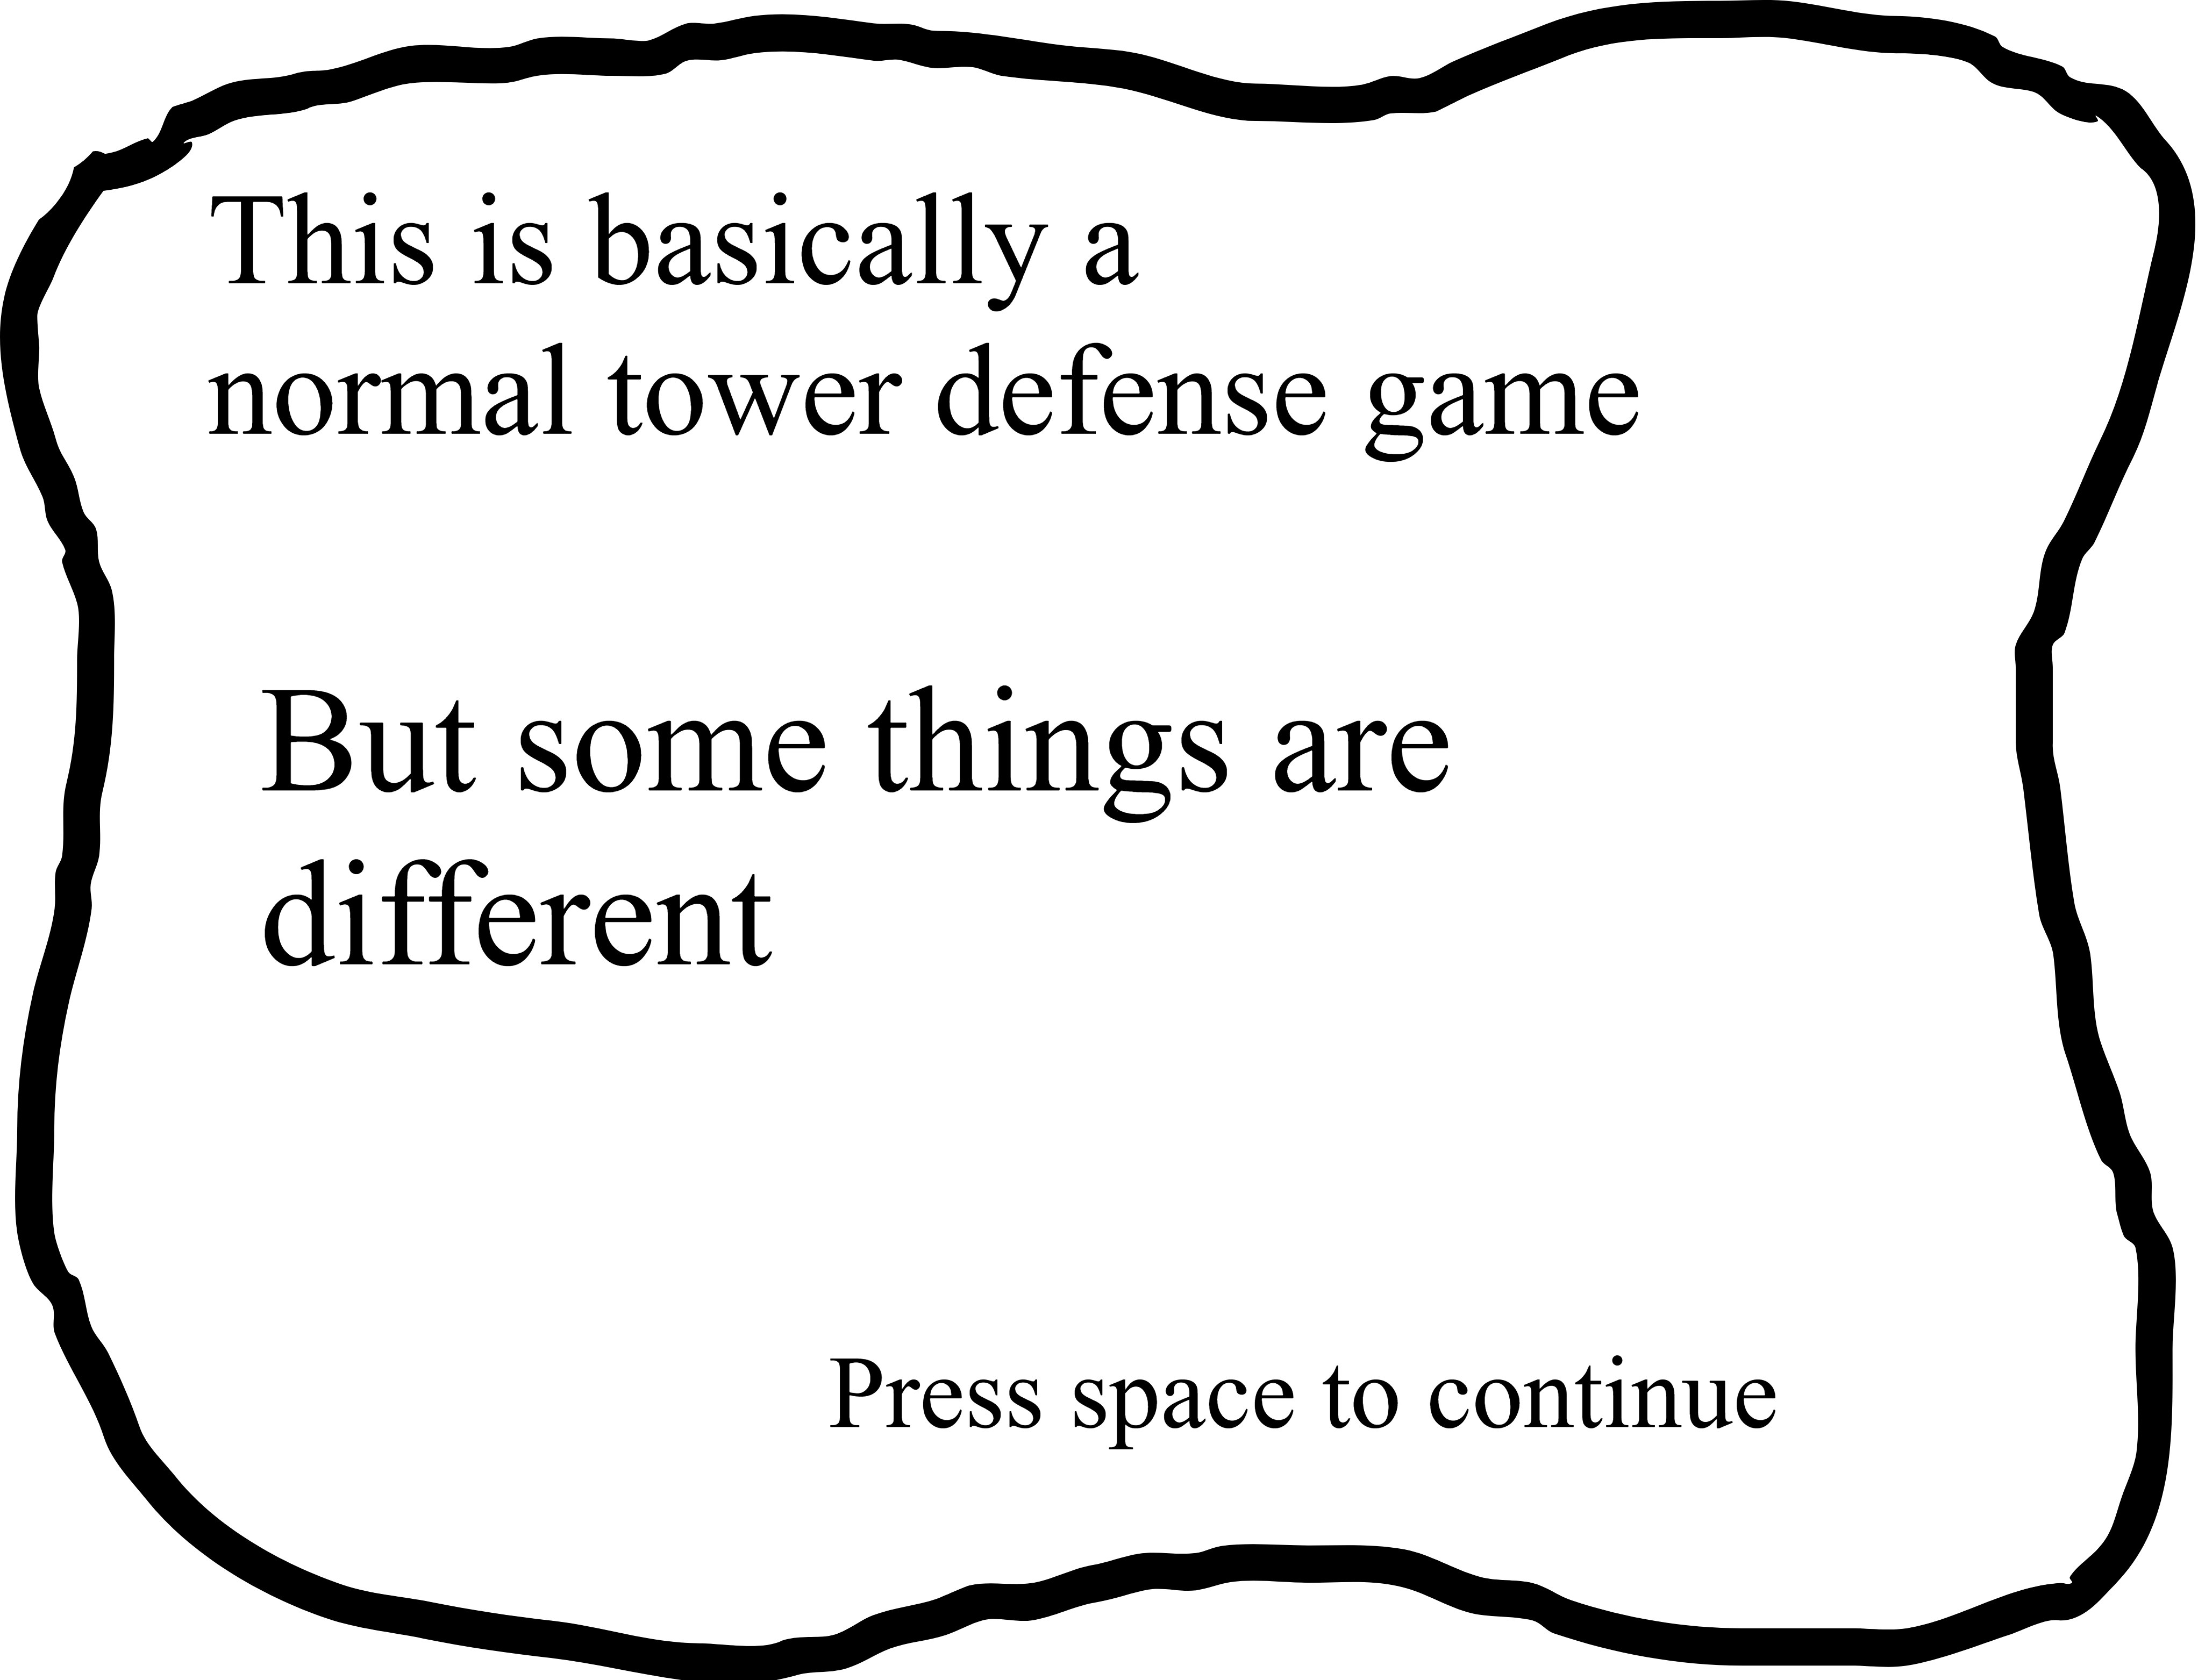 This is basically a
normal tower defense game
But some things are
different
Press space to continue